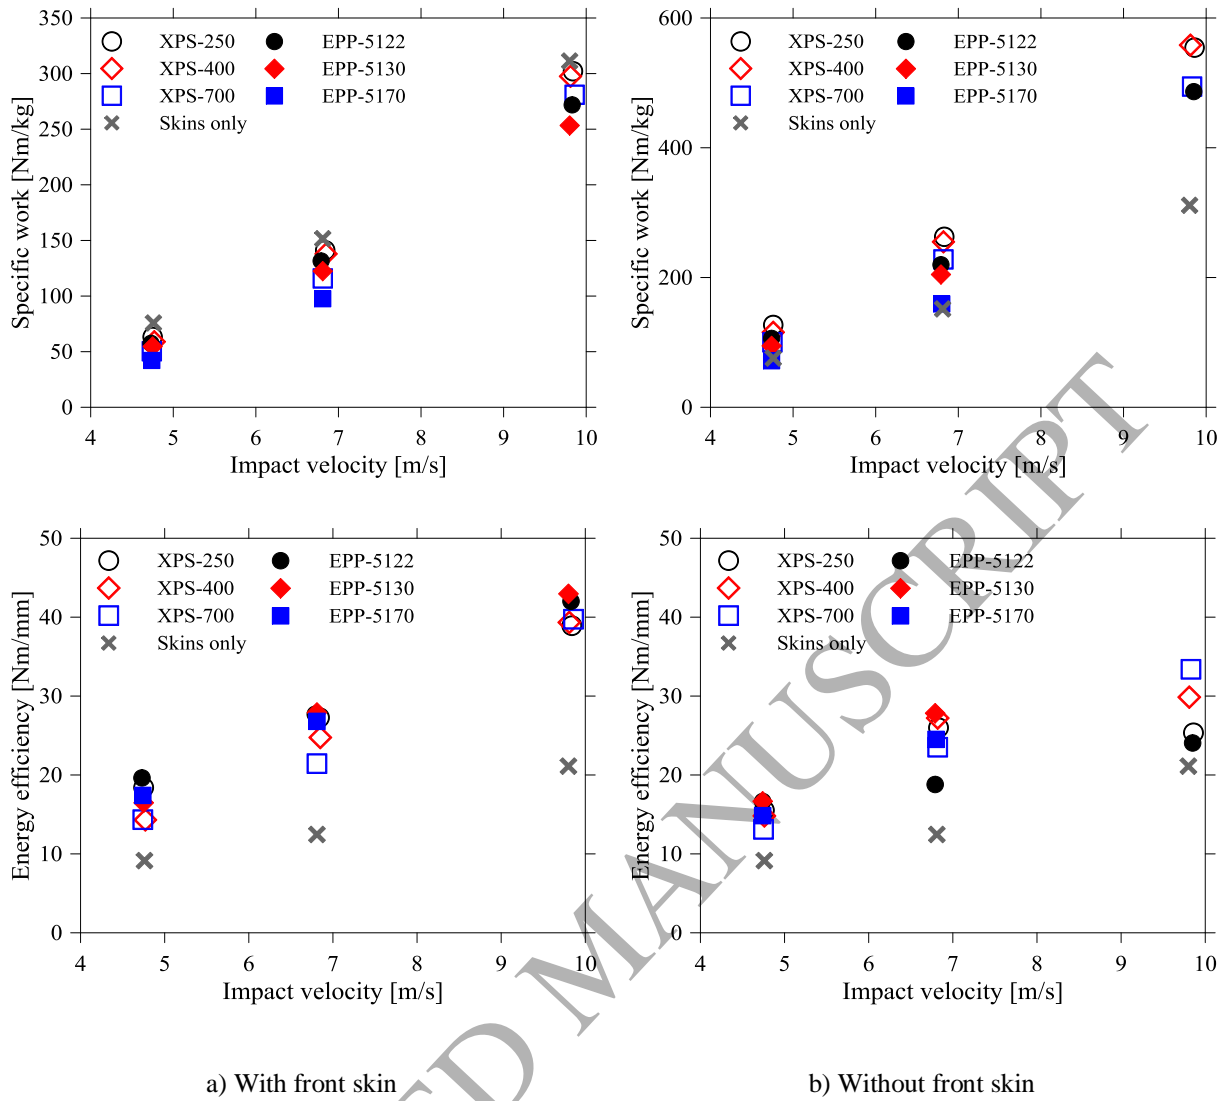 350
300
250
200
150
100
50
0
Specific work [Nm/kg]
XPS-250 EPP-5122
XPS-400 EPP-5130
XPS-700 EPP-5170
Skins only
4 5 6 7 8 9 10
Impact velocity [m/s]
600
400
200
0
Specific work [Nm/kg]
XPS-250 EPP-5122
XPS-400 EPP-5130
XPS-700 EPP-5170
Skins only
4 5 6 7 8 9 10
Impact velocity [m/s]
50
40
30
20
10
0
Energy efficiency [Nm/mm]
XPS-250 EPP-5122
XPS-400 EPP-5130
XPS-700 EPP-5170
Skins only
4 5 6 7 8 9 10
Impact velocity [m/s]
50
40
30
20
10
0
Energy efficiency [Nm/mm]
XPS-250 EPP-5122
XPS-400 EPP-5130
XPS-700 EPP-5170
Skins only
4 5 6 7 8 9 10
Impact velocity [m/s]
a) With front skin
b) Without front skin
ED MANUSCRIPT